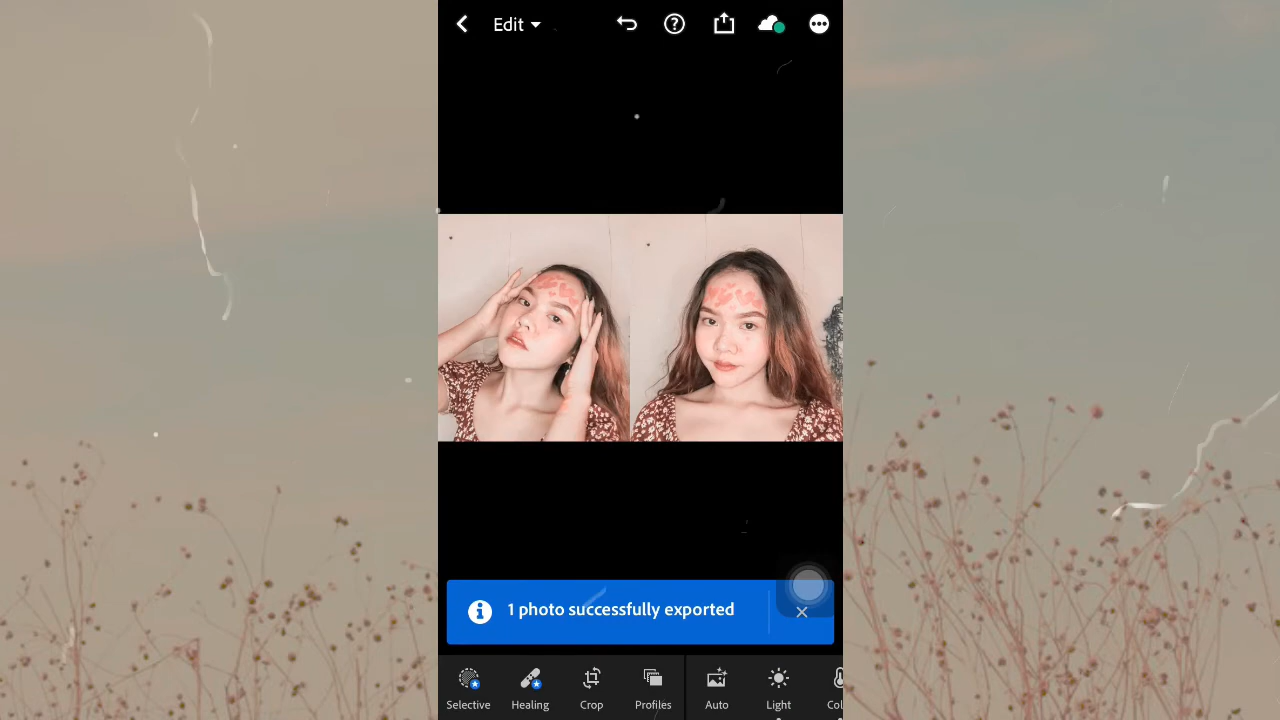 Edit
1 photo successfully exported
Selective
Healing
Crop
Profiles
Auto
Light